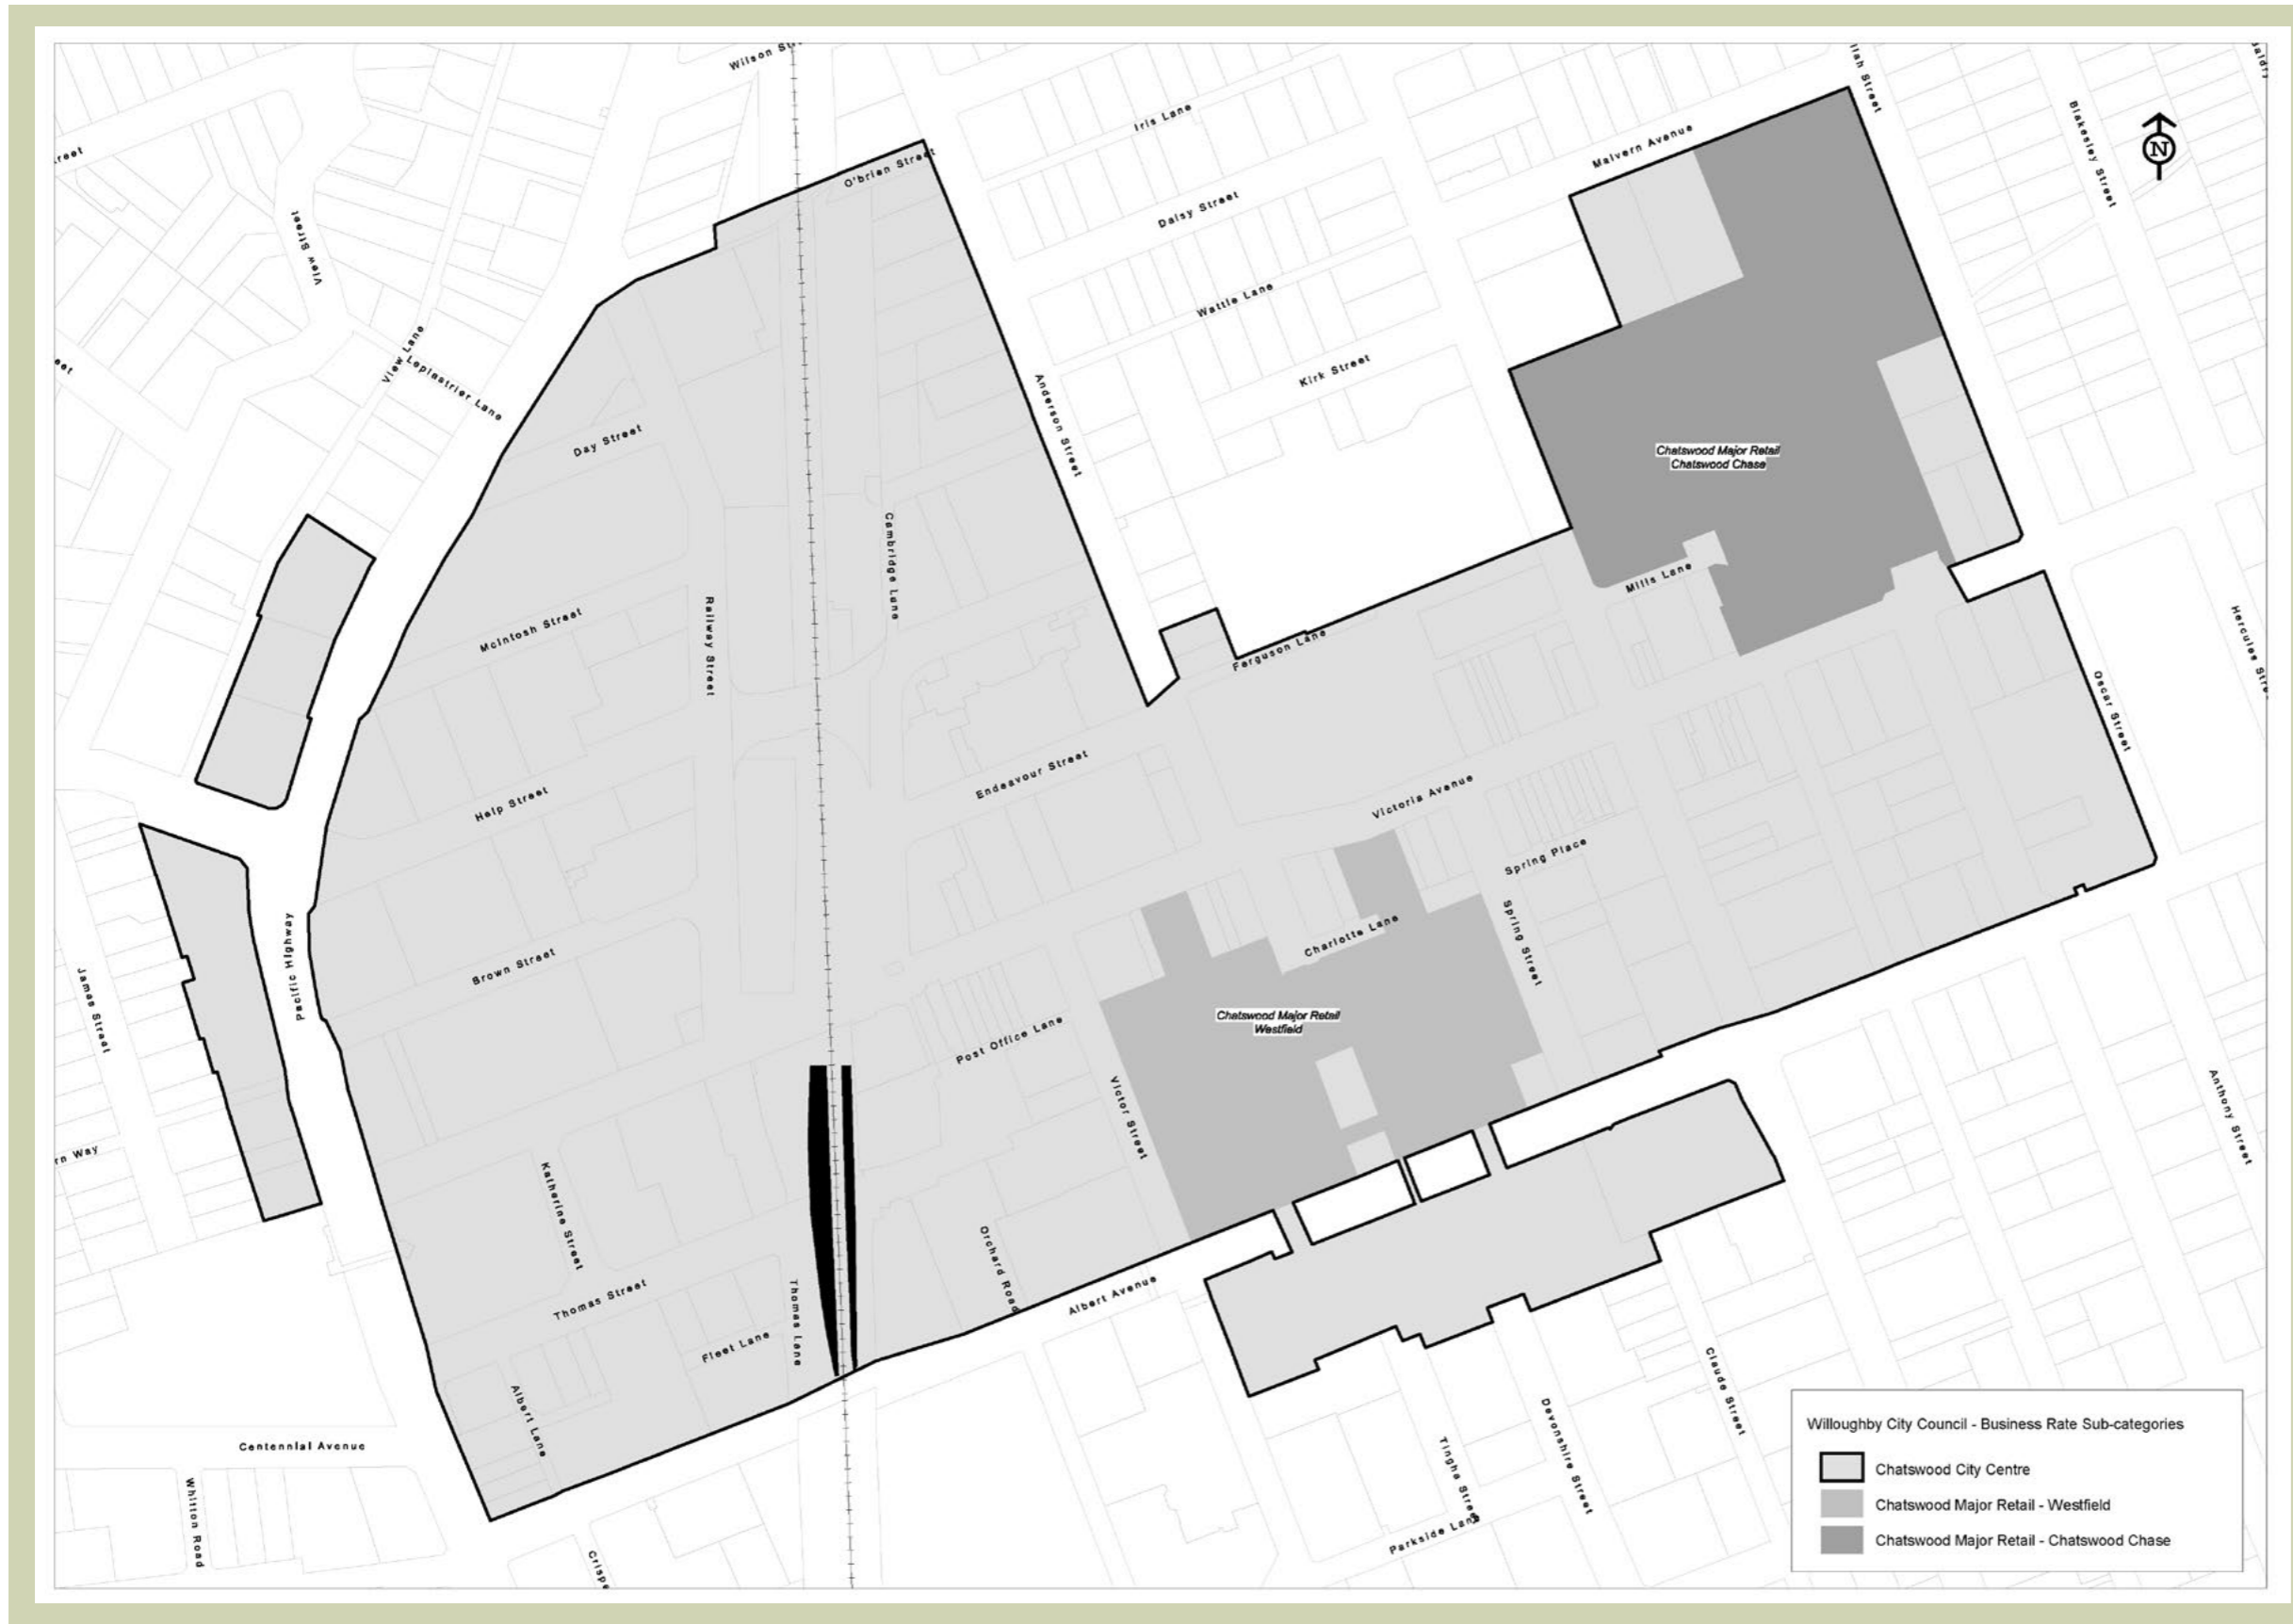 Wilson
Iris Lane
O'brien Street
Malvern Avenue
Blakesley Street
View Street
Daisy Street
Wattle Lane
View Lane
Lepinstrier Lane
Kirk Street
Anderson Street
Day Street
Chatswood Major Retail
Chatswood Chase
Cambridge Lane
Mills Lane
McIntosh Street
Railway Street
Ferguson Lane
Oscar Street
Help Street
Endeavour Street
Victoria Avenue
Spring Place
Pacific Highway
Brown Street
Charlotte Lane
Spring Street
James Street
Chatswood Major Retail
Westfield
Post Office Lane
Victor Street
Anthony Street
Way
Katherine Street
Orchard Road
Thomas Street
Thomas Lane
Albert Avenue
Fleet Lane
Albert Lane
Claude Street
Centennial Avenue
Whitton Road
Tingha Street
Devonshire Street
Parkside Lane
N
Willoughby City Council - Business Rate Sub-categories
Chatswood City Centre
Chatswood Major Retail - Westfield
Chatswood Major Retail - Chatswood Chase